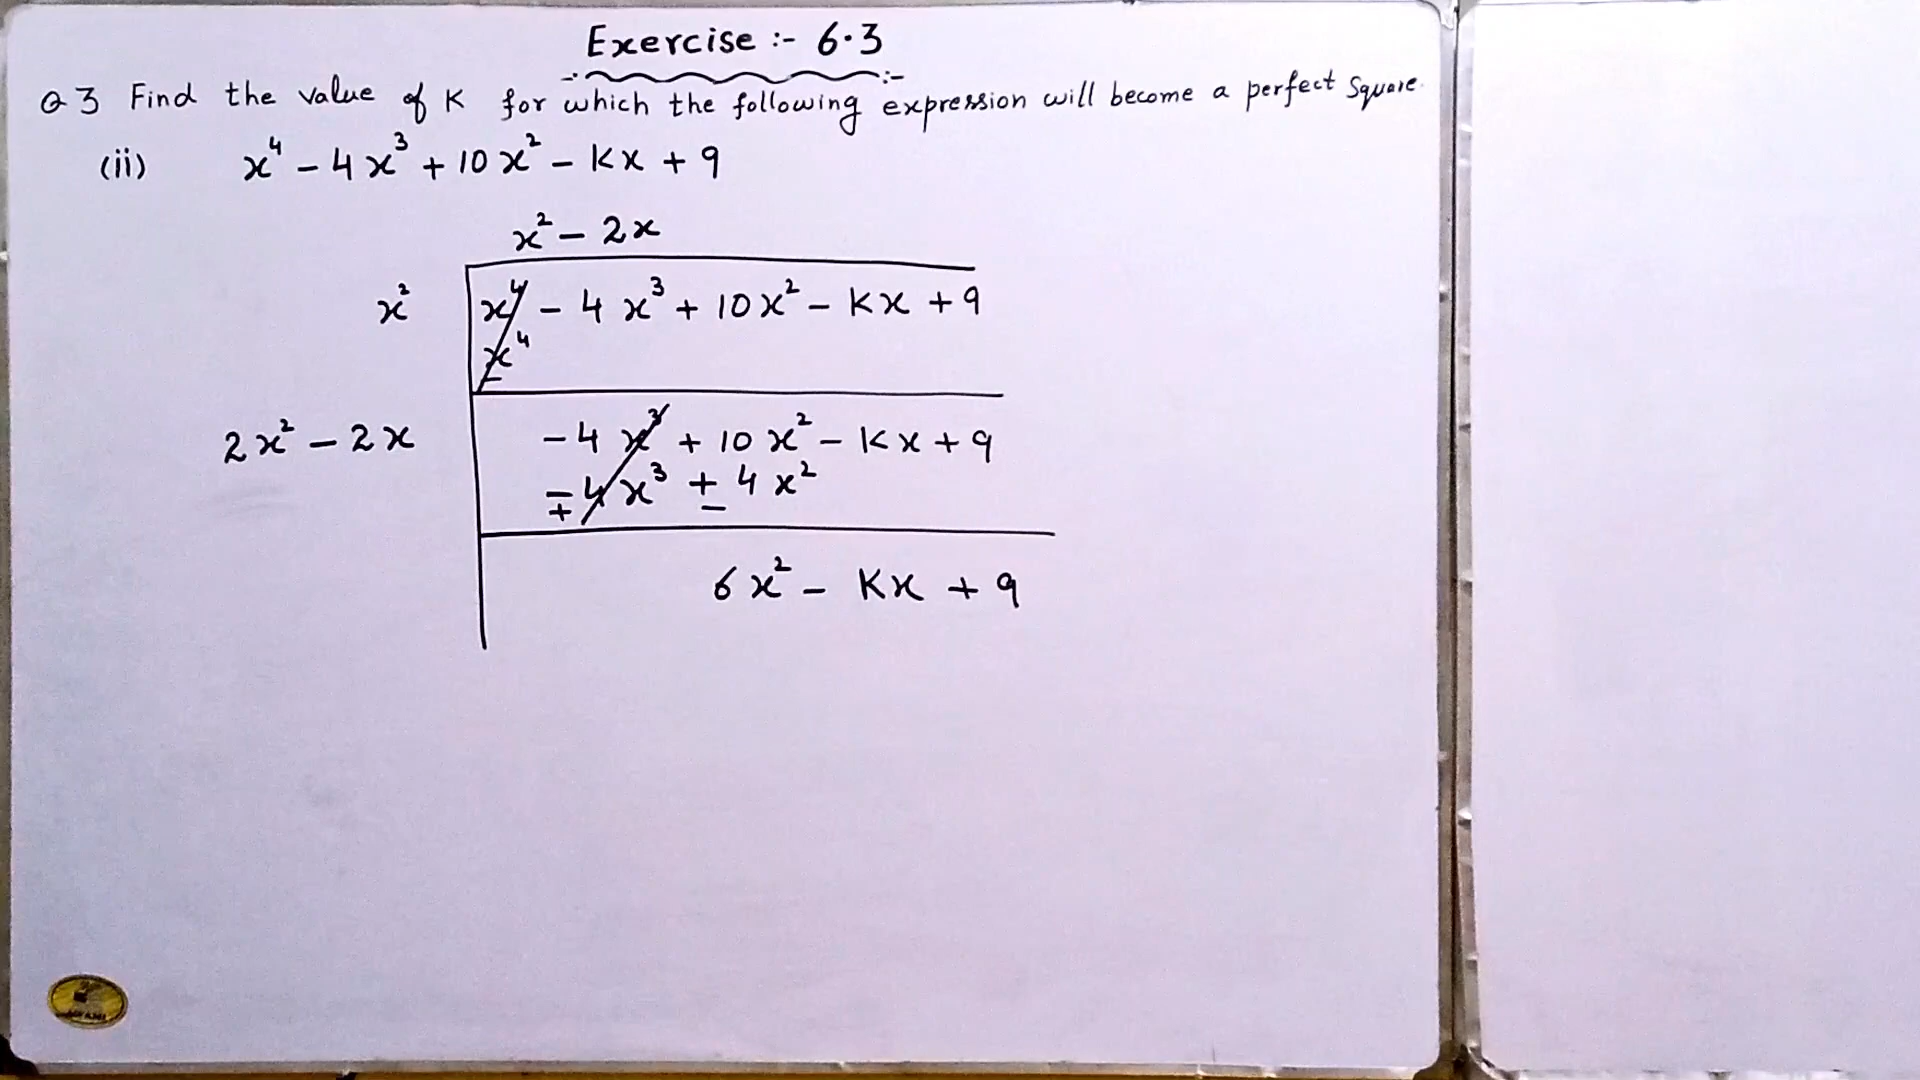 Exercise :- 6.3
Q3 Find the value of K for which the following expression will become a perfect Square.
(ii) x⁴ - 4x³ + 10x² - Kx + 9
x² - 2x
x² x⁴ - 4x³ + 10x² - Kx + 9
x⁴
-
2x² - 2x -4x³ + 10x² - Kx + 9
-4x³ + 4x²
+ -
6x² - Kx + 9